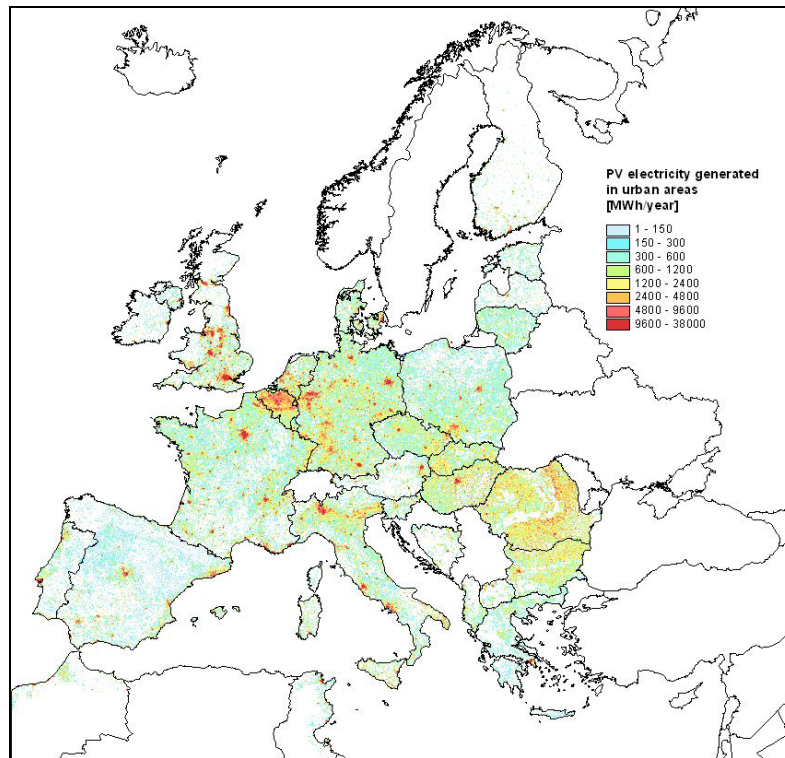 PV electricity generated
in urban areas
[MWh/year]
1 - 150
150 - 300
300 - 600
600 - 1200
1200 - 2400
2400 - 4800
4800 - 9600
9600 - 38000